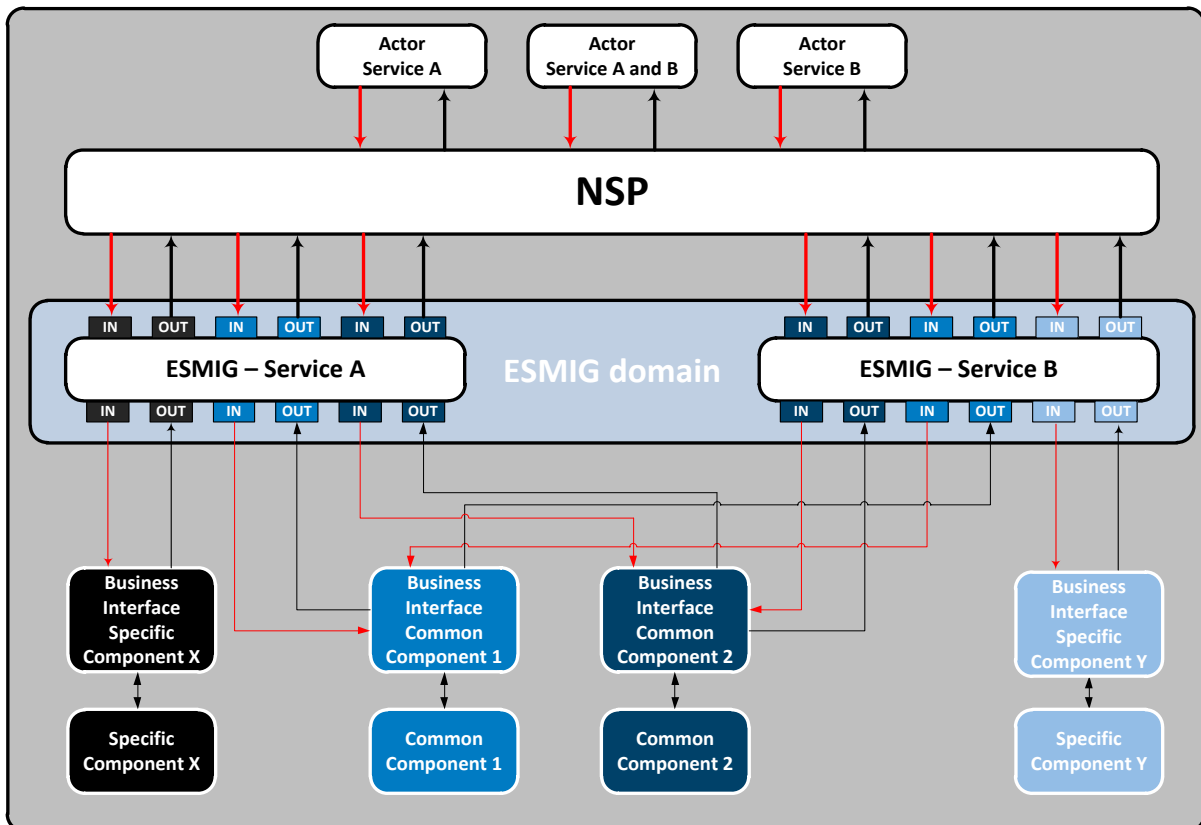 Actor
Service A
Actor
Service A and B
Actor
Service B
NSP
IN OUT IN OUT IN OUT
IN OUT IN OUT IN OUT
ESMIG – Service A
ESMIG domain
ESMIG – Service B
IN OUT IN OUT IN OUT
IN OUT IN OUT IN OUT
Business
Interface
Specific
Component X
Business
Interface
Common
Component 1
Business
Interface
Common
Component 2
Business
Interface
Specific
Component Y
Specific
Component X
Common
Component 1
Common
Component 2
Specific
Component Y